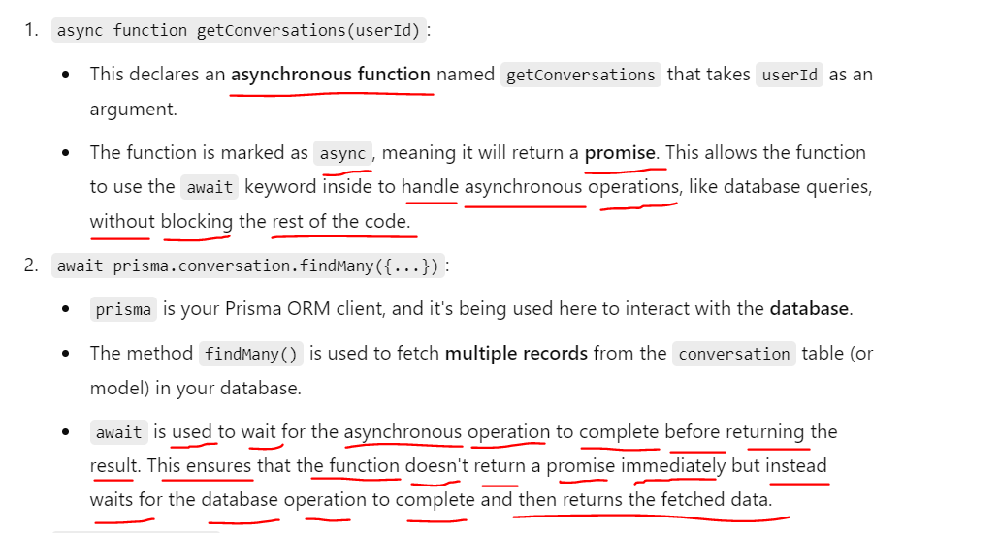 1. async function getConversations(userId):
• This declares an asynchronous function named getConversations that takes userId as an
argument.
• The function is marked as async, meaning it will return a promise. This allows the function
to use the await keyword inside to handle asynchronous operations, like database queries,
without blocking the rest of the code.
2. await prisma.conversation.findMany({...}):
• prisma is your Prisma ORM client, and it's being used here to interact with the database.
• The method findMany() is used to fetch multiple records from the conversation table (or
model) in your database.
• await is used to wait for the asynchronous operation to complete before returning the
result. This ensures that the function doesn't return a promise immediately but instead
waits for the database operation to complete and then returns the fetched data.